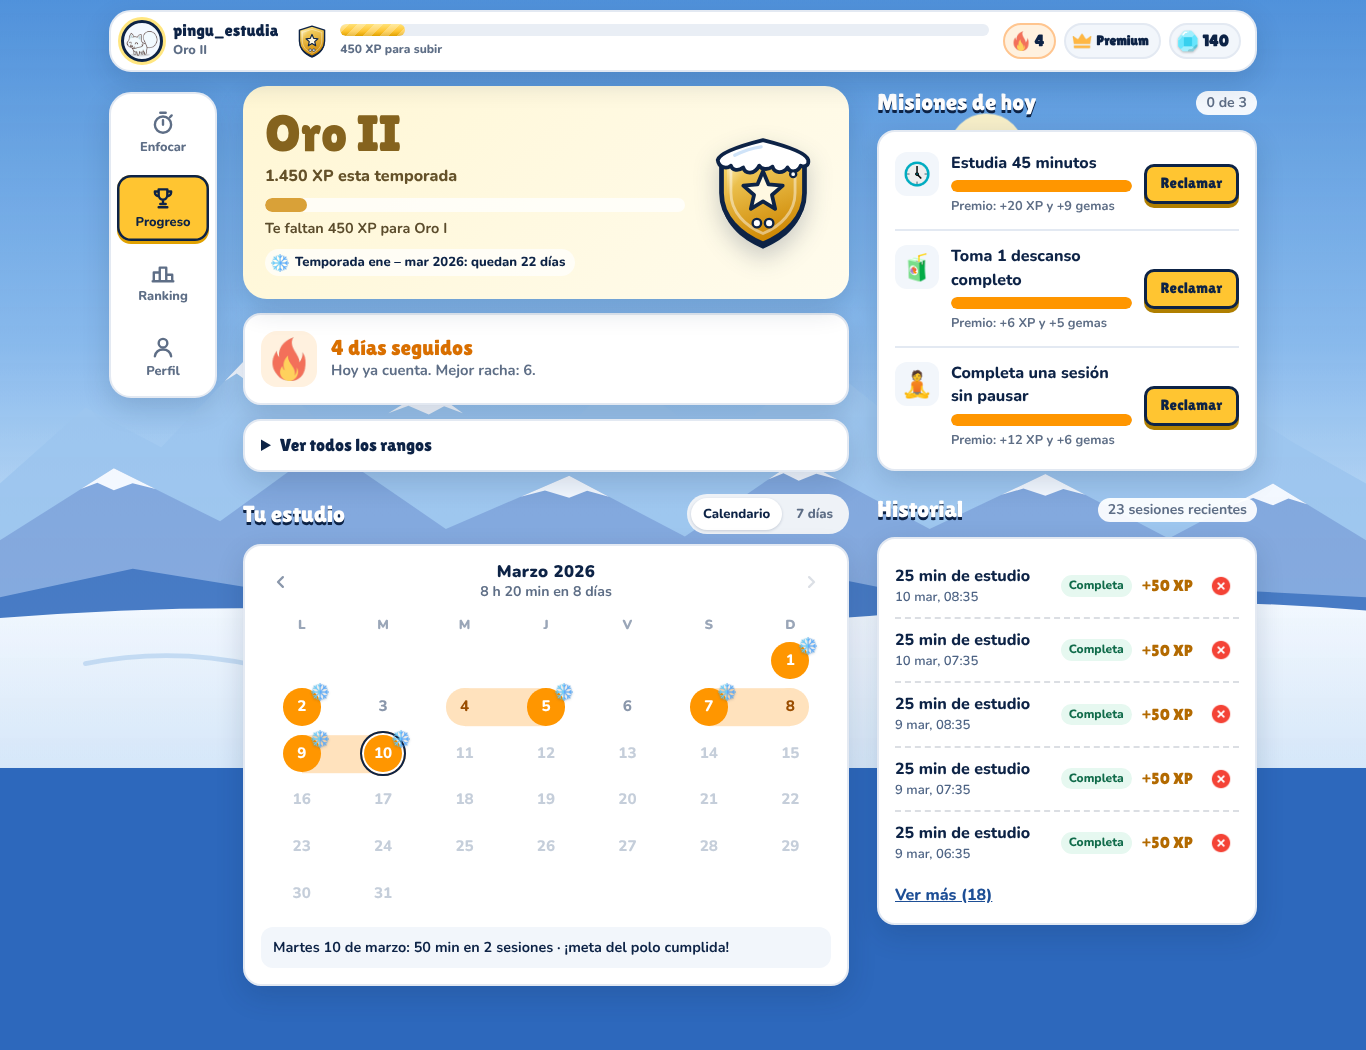 pingu_estudia
Oro II
450 XP para subir
4
Premium
140
Enfocar
Progreso
Ranking
Perfil
Oro II
1.450 XP esta temporada
Te faltan 450 XP para Oro I
Temporada ene – mar 2026: quedan 22 días
4 días seguidos
Hoy ya cuenta. Mejor racha: 6.
Ver todos los rangos
Tu estudio
Calendario
7 días
Marzo 2026
8 h 20 min en 8 días
L M M J V S D
1
2 3 4 5 6 7 8
9 10 11 12 13 14 15
16 17 18 19 20 21 22
23 24 25 26 27 28 29
30 31
Martes 10 de marzo: 50 min en 2 sesiones · ¡meta del polo cumplida!
Misiones de hoy
0 de 3
Estudia 45 minutos
Premio: +20 XP y +9 gemas
Reclamar
Toma 1 descanso
completo
Premio: +6 XP y +5 gemas
Reclamar
Completa una sesión
sin pausar
Premio: +12 XP y +6 gemas
Reclamar
Historial
23 sesiones recientes
25 min de estudio
10 mar, 08:35
Completa
+50 XP
25 min de estudio
10 mar, 07:35
Completa
+50 XP
25 min de estudio
9 mar, 08:35
Completa
+50 XP
25 min de estudio
9 mar, 07:35
Completa
+50 XP
25 min de estudio
9 mar, 06:35
Completa
+50 XP
Ver más (18)